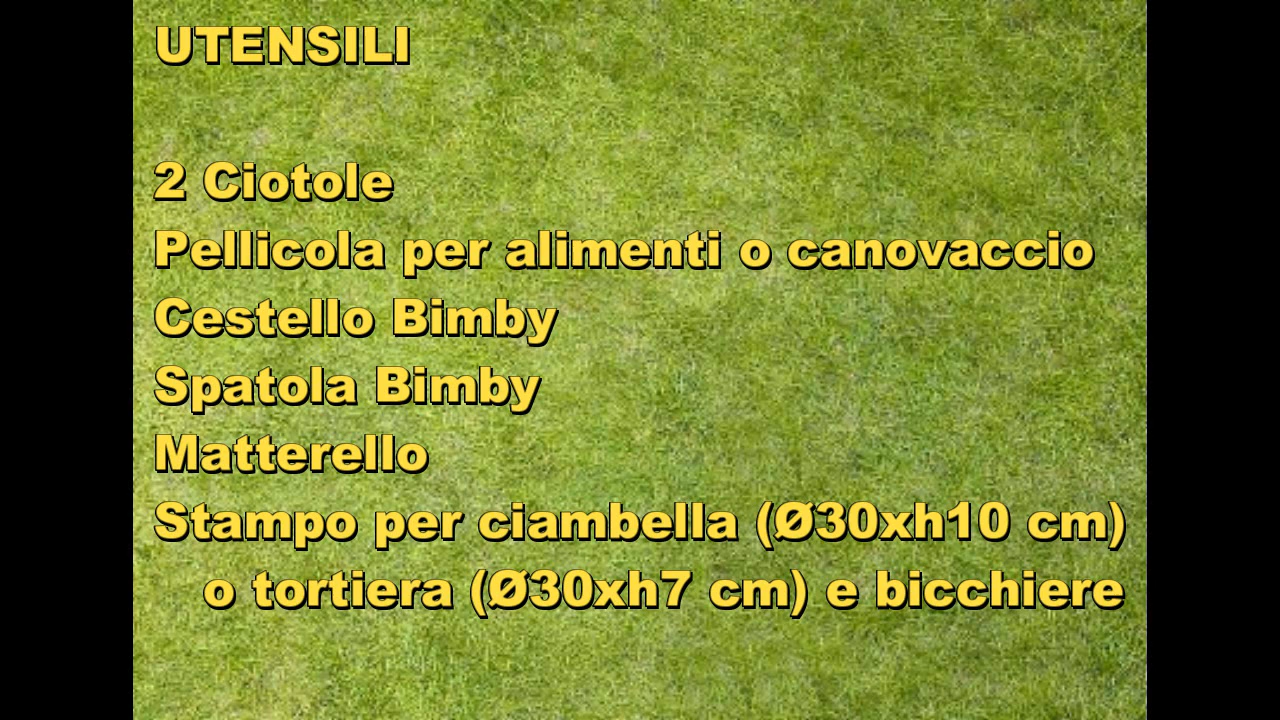 UTENSILI
2 Ciotole
Pellicola per alimenti o canovaccio
Cestello Bimby
Spatola Bimby
Matterello
Stampo per ciambella (Ø30xh10 cm)
o tortiera (Ø30xh7 cm) e bicchiere